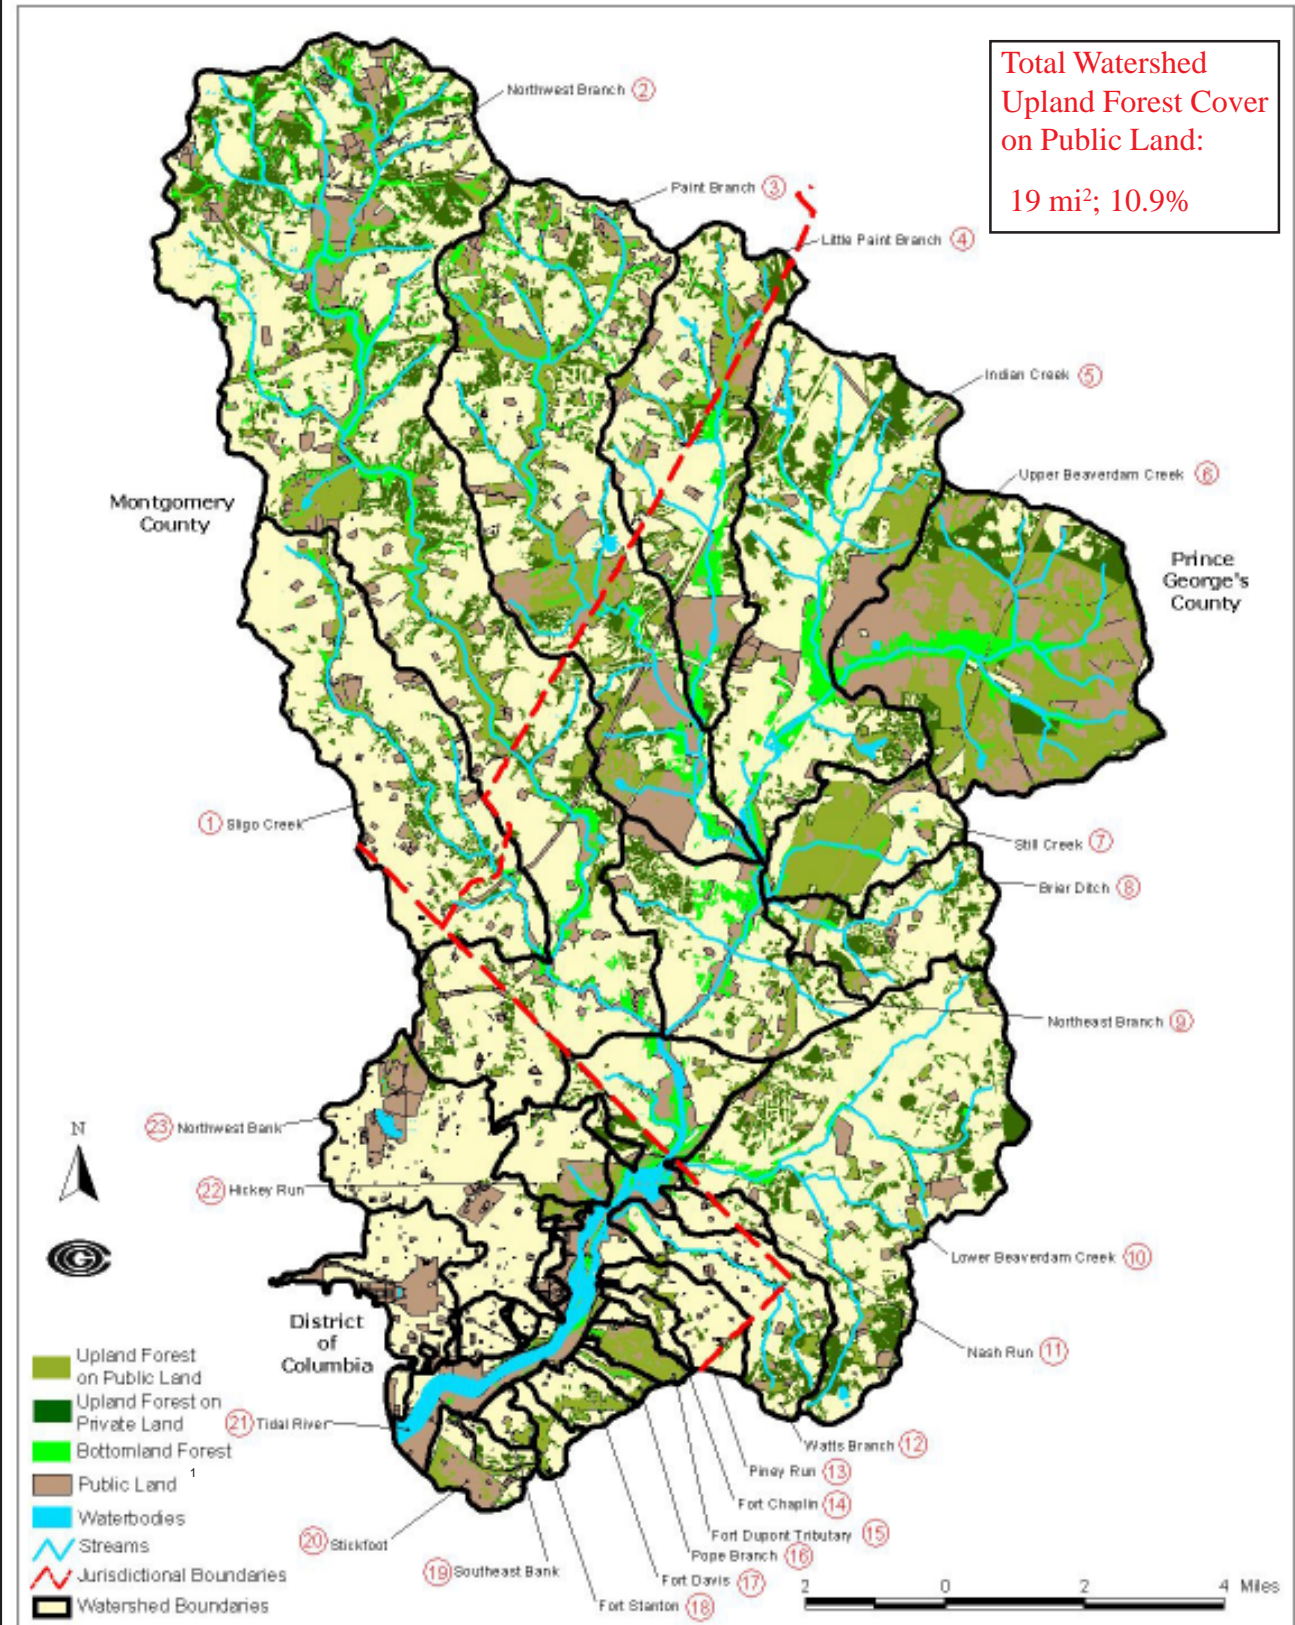 Total Watershed
Upland Forest Cover
on Public Land:
19 mi²; 10.9%
Northwest Branch 2
Paint Branch 3
Little Paint Branch 4
Indian Creek 5
Upper Beaverdam Creek 6
Montgomery
County
Prince
George's
County
1 Sligo Creek
Still Creek 7
Brier Ditch 8
Northeast Branch 9
N
23 Northwest Bank
22 Hickey Run
Lower Beaverdam Creek 10
District
of
Columbia
Nash Run 11
Upland Forest
on Public Land
Upland Forest on
Private Land
21 Tidal River
Bottomland Forest
Watts Branch 12
Public Land 1
Piney Run 13
Fort Chaplin 14
Waterbodies
Fort Dupont Tributary 15
Streams
20 Stickfoot
Pope Branch 16
19 Southeast Bank
Jurisdictional Boundaries
Fort Davis 17
Watershed Boundaries
Fort Stanton 18
2 0 2 4 Miles